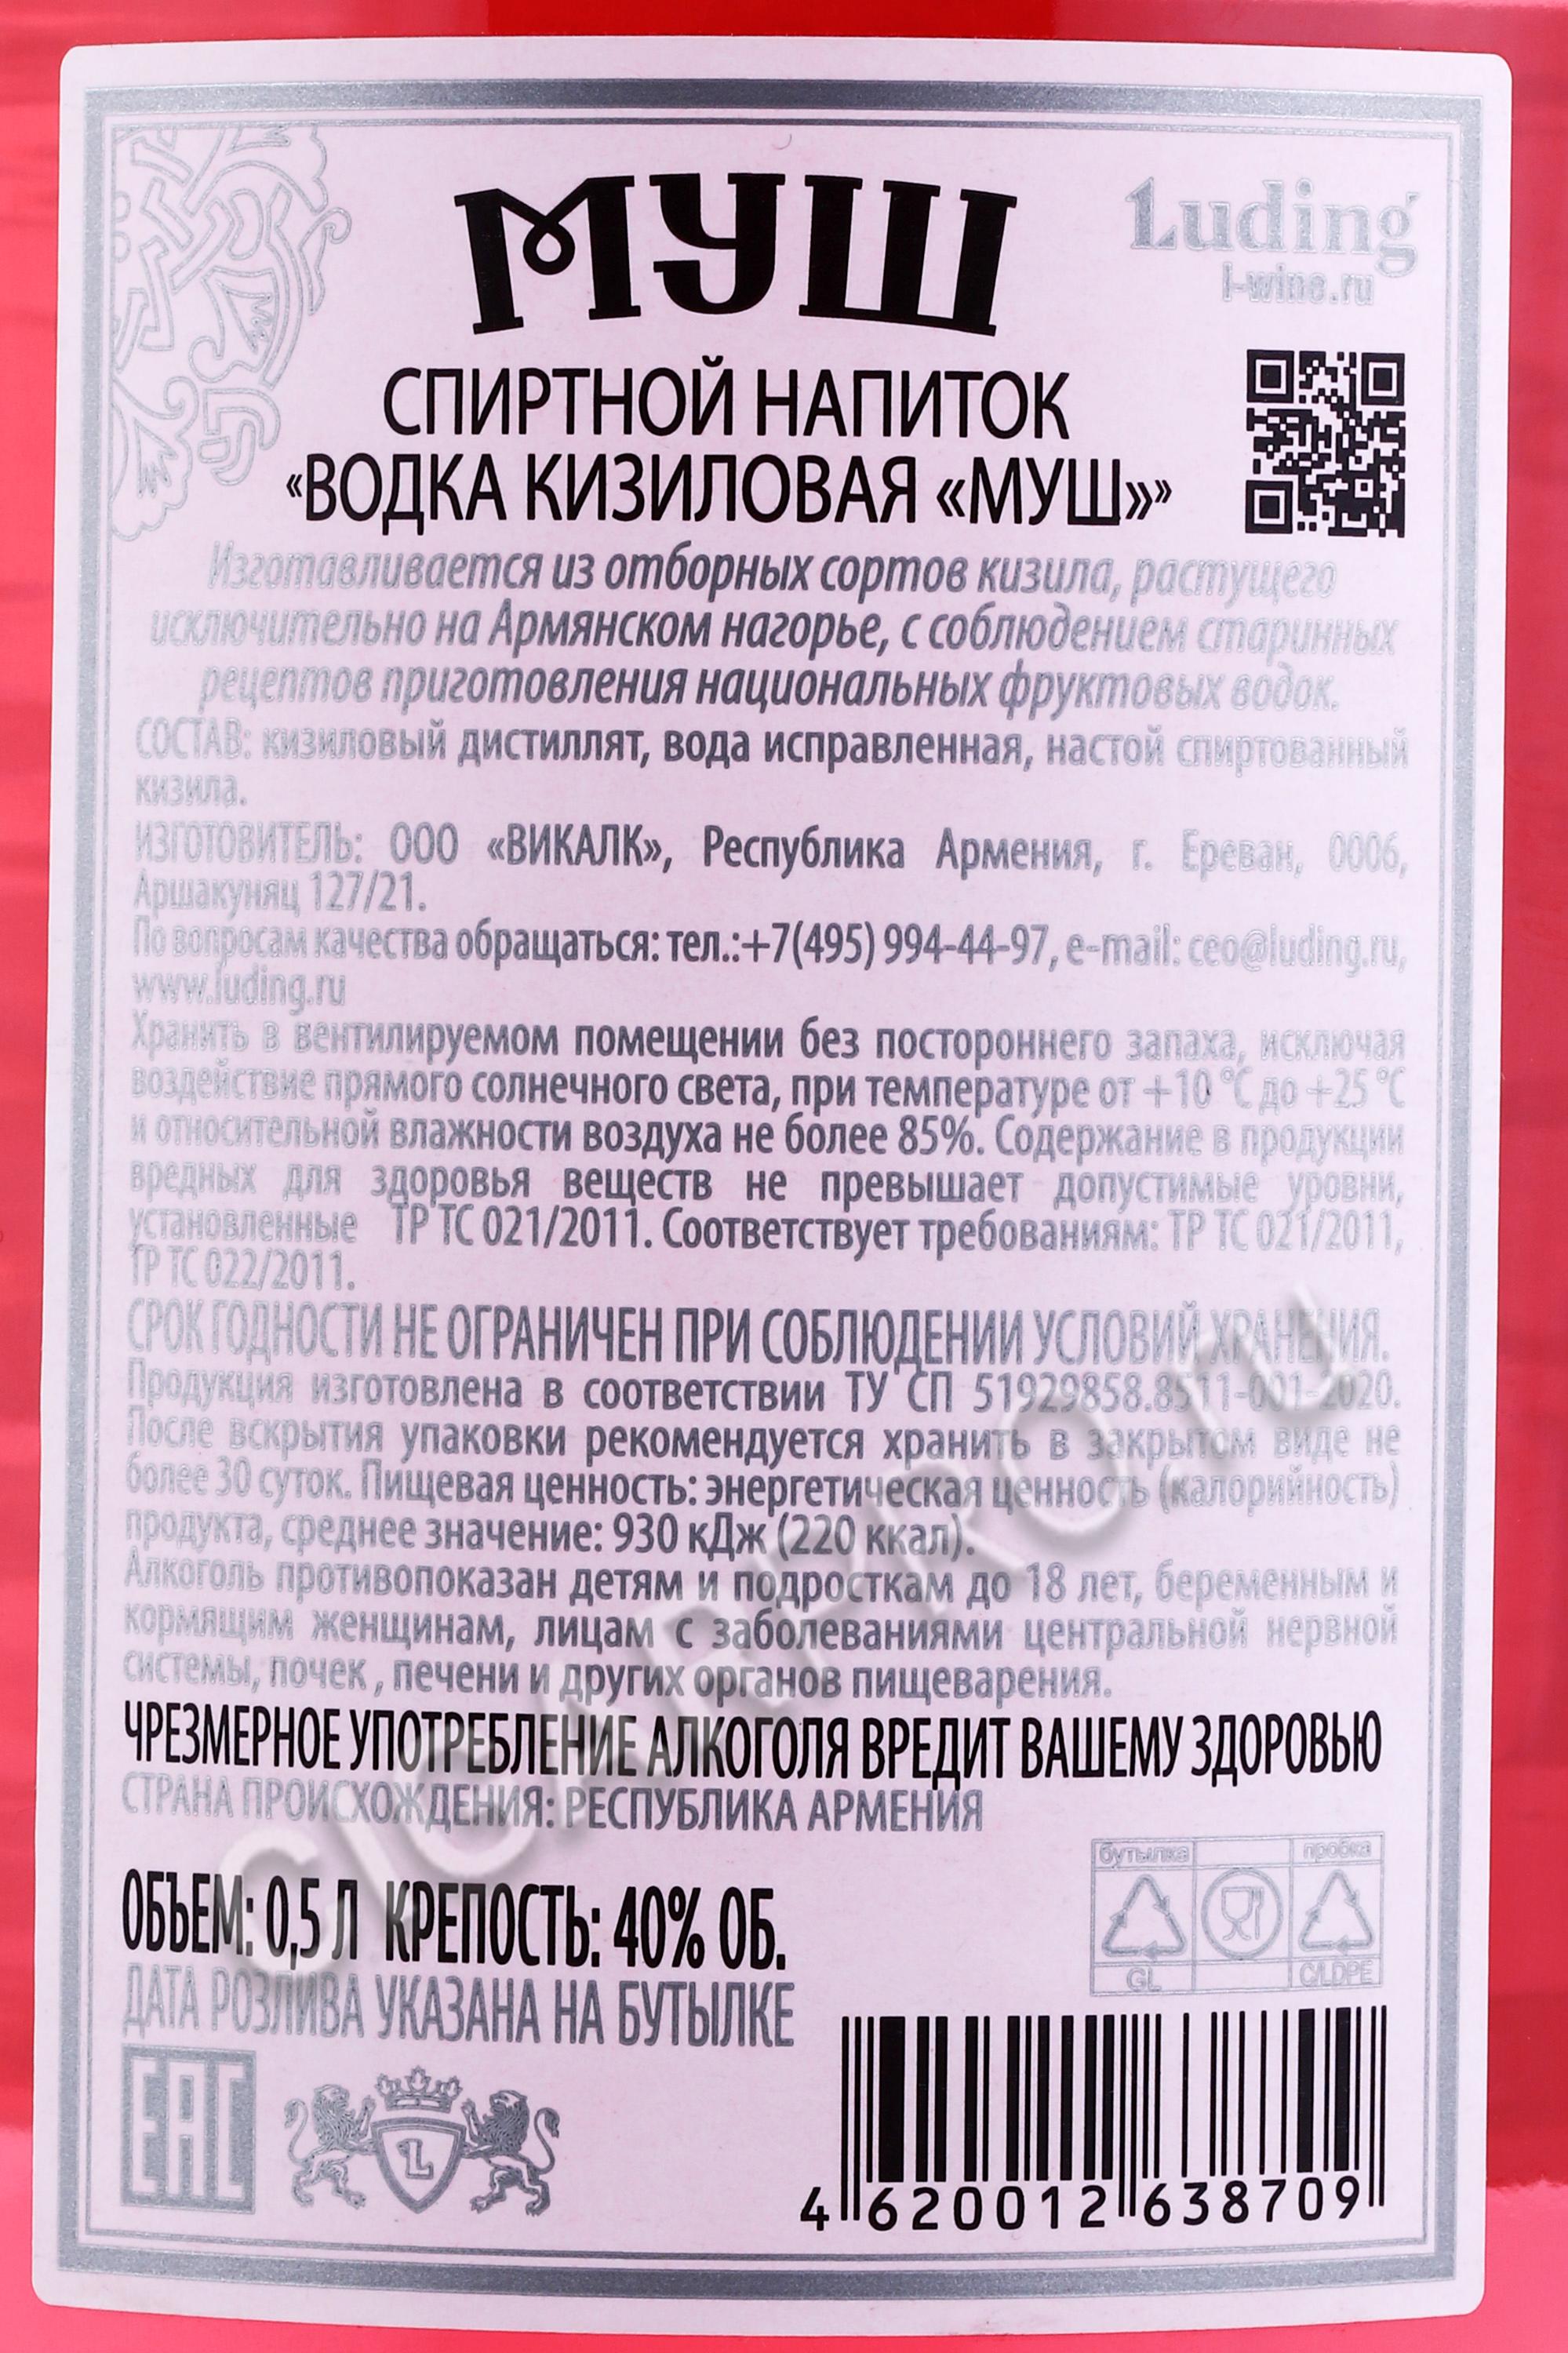 МУШ
Luding
l-wine.ru
СПИРТНОЙ НАПИТОК
«ВОДКА КИЗИЛОВАЯ «МУШ»»
Изготавливается из отборных сортов кизила, растущего
исключительно на Армянском нагорье, с соблюдением старинных
рецептов приготовления национальных фруктовых водок.
СОСТАВ: кизиловый дистиллят, вода исправленная, настой спиртованный
кизила.
ИЗГОТОВИТЕЛЬ: ООО «ВИКАЛК», Республика Армения, г. Ереван, 0006,
Аршакуняц 127/21.
По вопросам качества обращаться: тел.:+7(495) 994-44-97, e-mail: ceo@luding.ru,
www.luding.ru
Хранить в вентилируемом помещении без постороннего запаха, исключая
воздействие прямого солнечного света, при температуре от +10 °С до +25 °С
и относительной влажности воздуха не более 85%. Содержание в продукции
вредных для здоровья веществ не превышает допустимые уровни,
установленные ТР ТС 021/2011. Соответствует требованиям: ТР ТС 021/2011,
ТР ТС 022/2011.
СРОК ГОДНОСТИ НЕ ОГРАНИЧЕН ПРИ СОБЛЮДЕНИИ УСЛОВИЙ ХРАНЕНИЯ.
Продукция изготовлена в соответствии ТУ СП 51929858.8511-001-2020.
После вскрытия упаковки рекомендуется хранить в закрытом виде не
более 30 суток. Пищевая ценность: энергетическая ценность (калорийность)
продукта, среднее значение: 930 кДж (220 ккал).
Алкоголь противопоказан детям и подросткам до 18 лет, беременным и
кормящим женщинам, лицам с заболеваниями центральной нервной
системы, почек , печени и других органов пищеварения.
ЧРЕЗМЕРНОЕ УПОТРЕБЛЕНИЕ АЛКОГОЛЯ ВРЕДИТ ВАШЕМУ ЗДОРОВЬЮ
СТРАНА ПРОИСХОЖДЕНИЯ: РЕСПУБЛИКА АРМЕНИЯ
бутылка пробка
GL C/LDPE
ОБЪЕМ: 0,5 Л КРЕПОСТЬ: 40% ОБ.
ДАТА РОЗЛИВА УКАЗАНА НА БУТЫЛКЕ
EAC
L
4 620012 638709